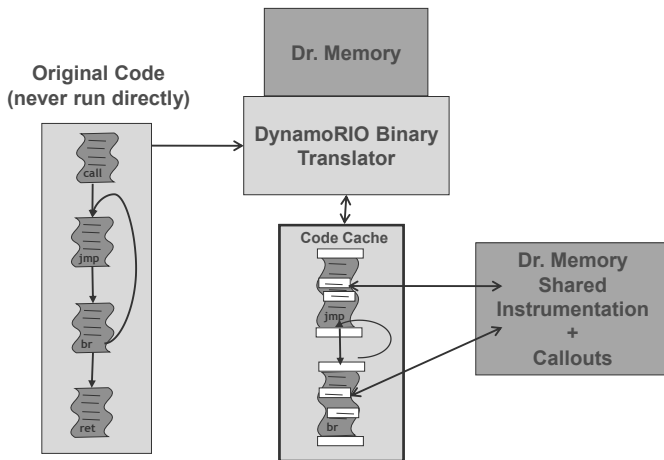 Dr. Memory
Original Code
(never run directly)
DynamoRIO Binary
Translator
call
jmp
br
ret
Code Cache
jmp
br
Dr. Memory
Shared
Instrumentation
+
Callouts